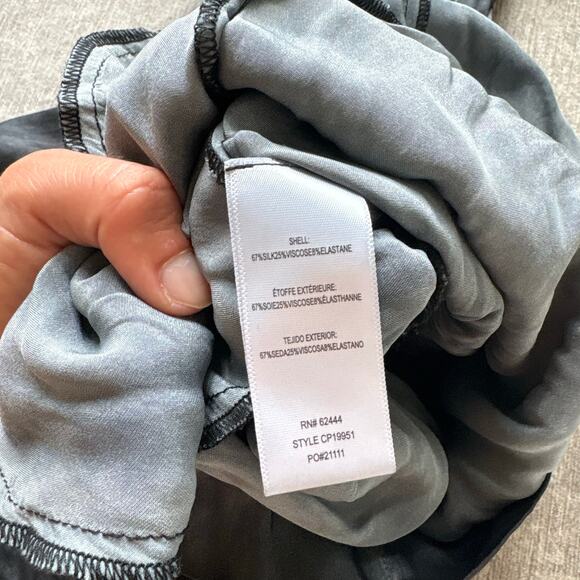 SHELL:
67%SILK25%VISCOSE8%ELASTANE
ÉTOFFE EXTÉRIEURE:
67%SOIE25%VISCOSE8%ÉLASTHANNE
TEJIDO EXTERIOR:
67%SEDA25%VISCOSA8%ELASTANO
RN# 62444
STYLE CP19951
PO#21111